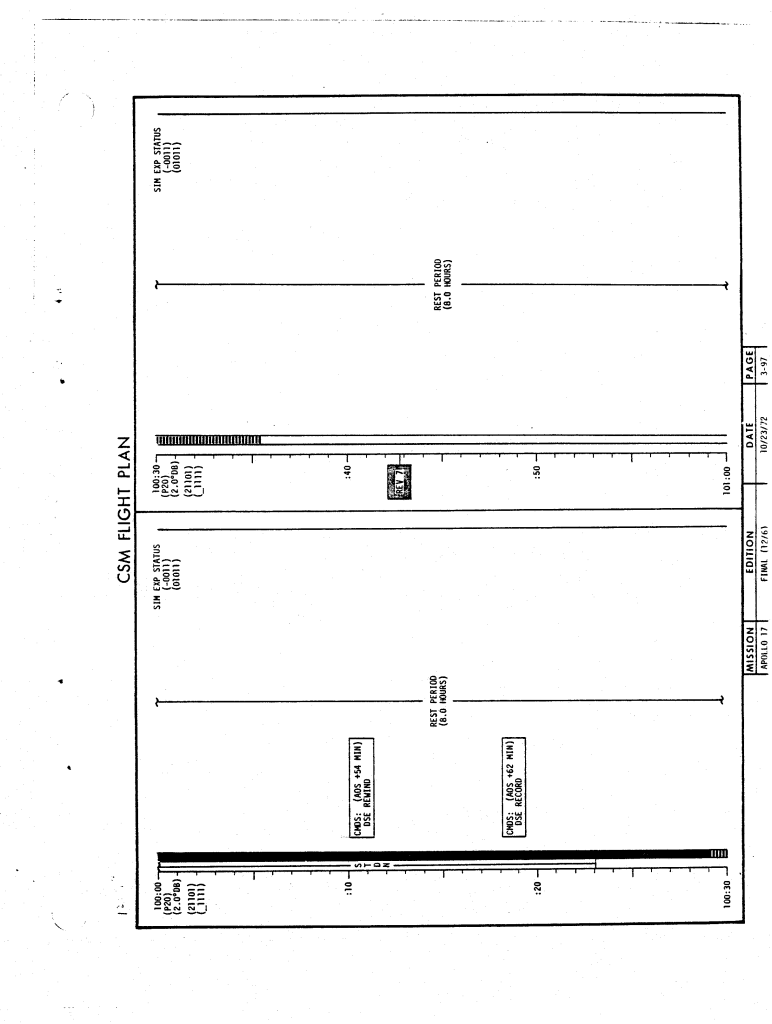 CSM FLIGHT PLAN
100:00
(P20)
(2.0°DB)
(21101)
(_1111)
:10
:20
100:30
STDN
CMDS: (AOS +54 MIN)
DSE REWIND
CMDS: (AOS +62 MIN)
DSE RECORD
REST PERIOD
(8.0 HOURS)
SIM EXP STATUS
(-0011)
(01011)
100:30
(P20)
(2.0°DB)
(21101)
(_1111)
:40
REV 7
:50
101:00
REST PERIOD
(8.0 HOURS)
SIM EXP STATUS
(-0011)
(01011)
MISSION EDITION DATE PAGE
APOLLO 17 FINAL (12/6) 10/23/72 3-97